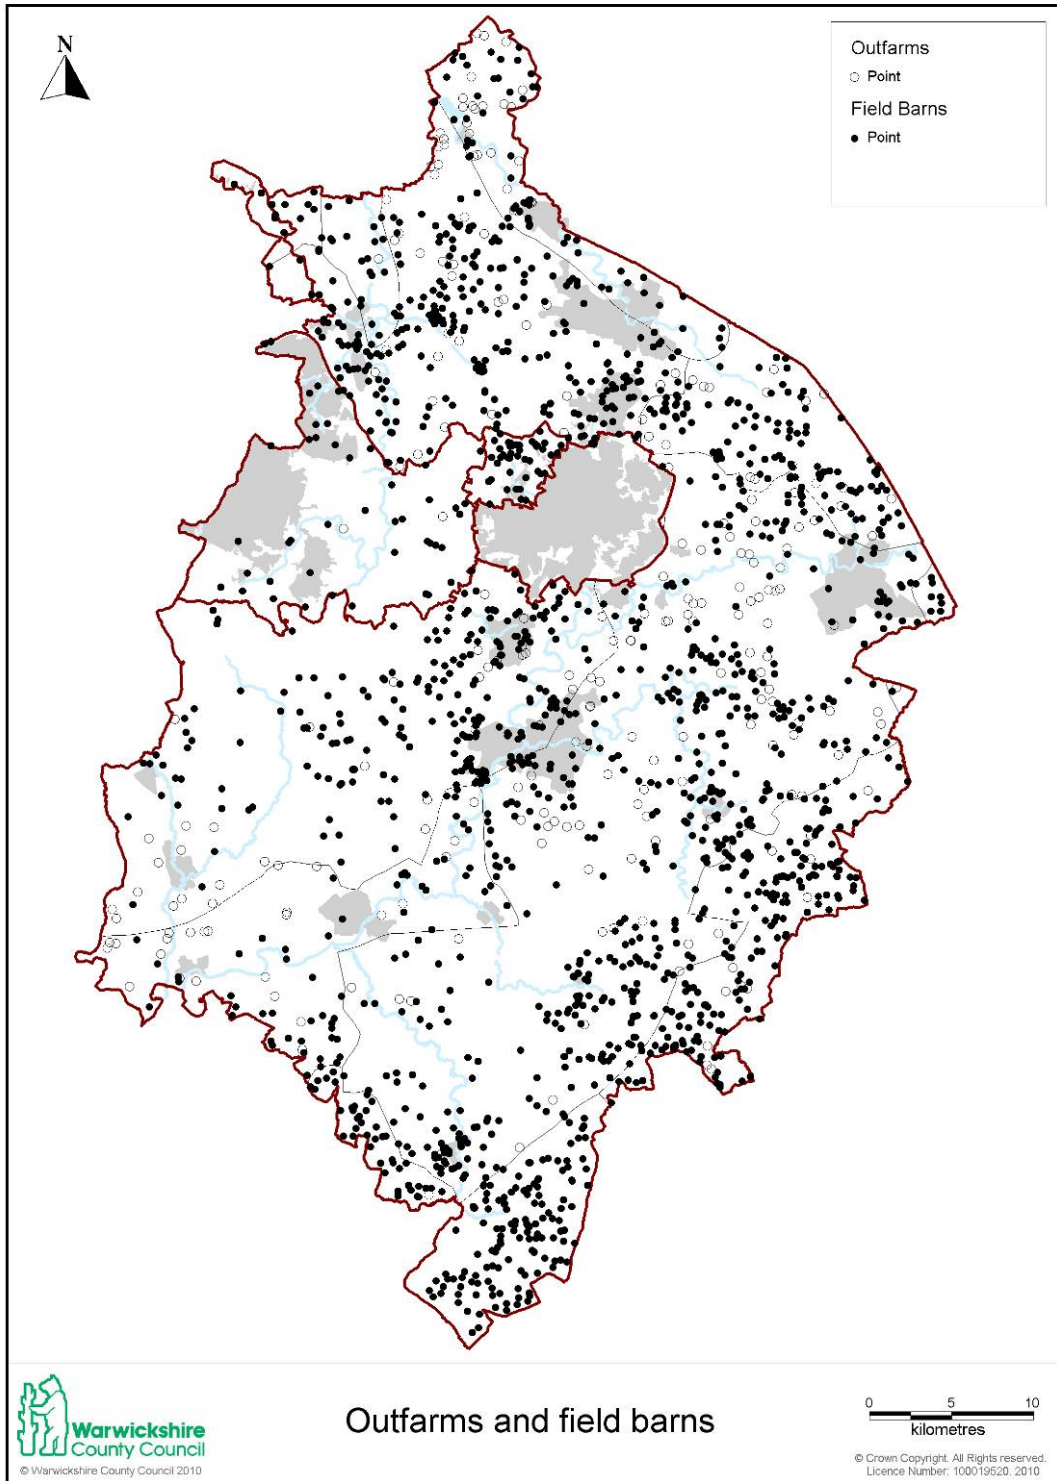 N
Outfarms
Point
Field Barns
Point
Warwickshire
County Council
© Warwickshire County Council 2010
Outfarms and field barns
0 5 10
kilometres
© Crown Copyright. All Rights reserved.
Licence Number: 100019520. 2010